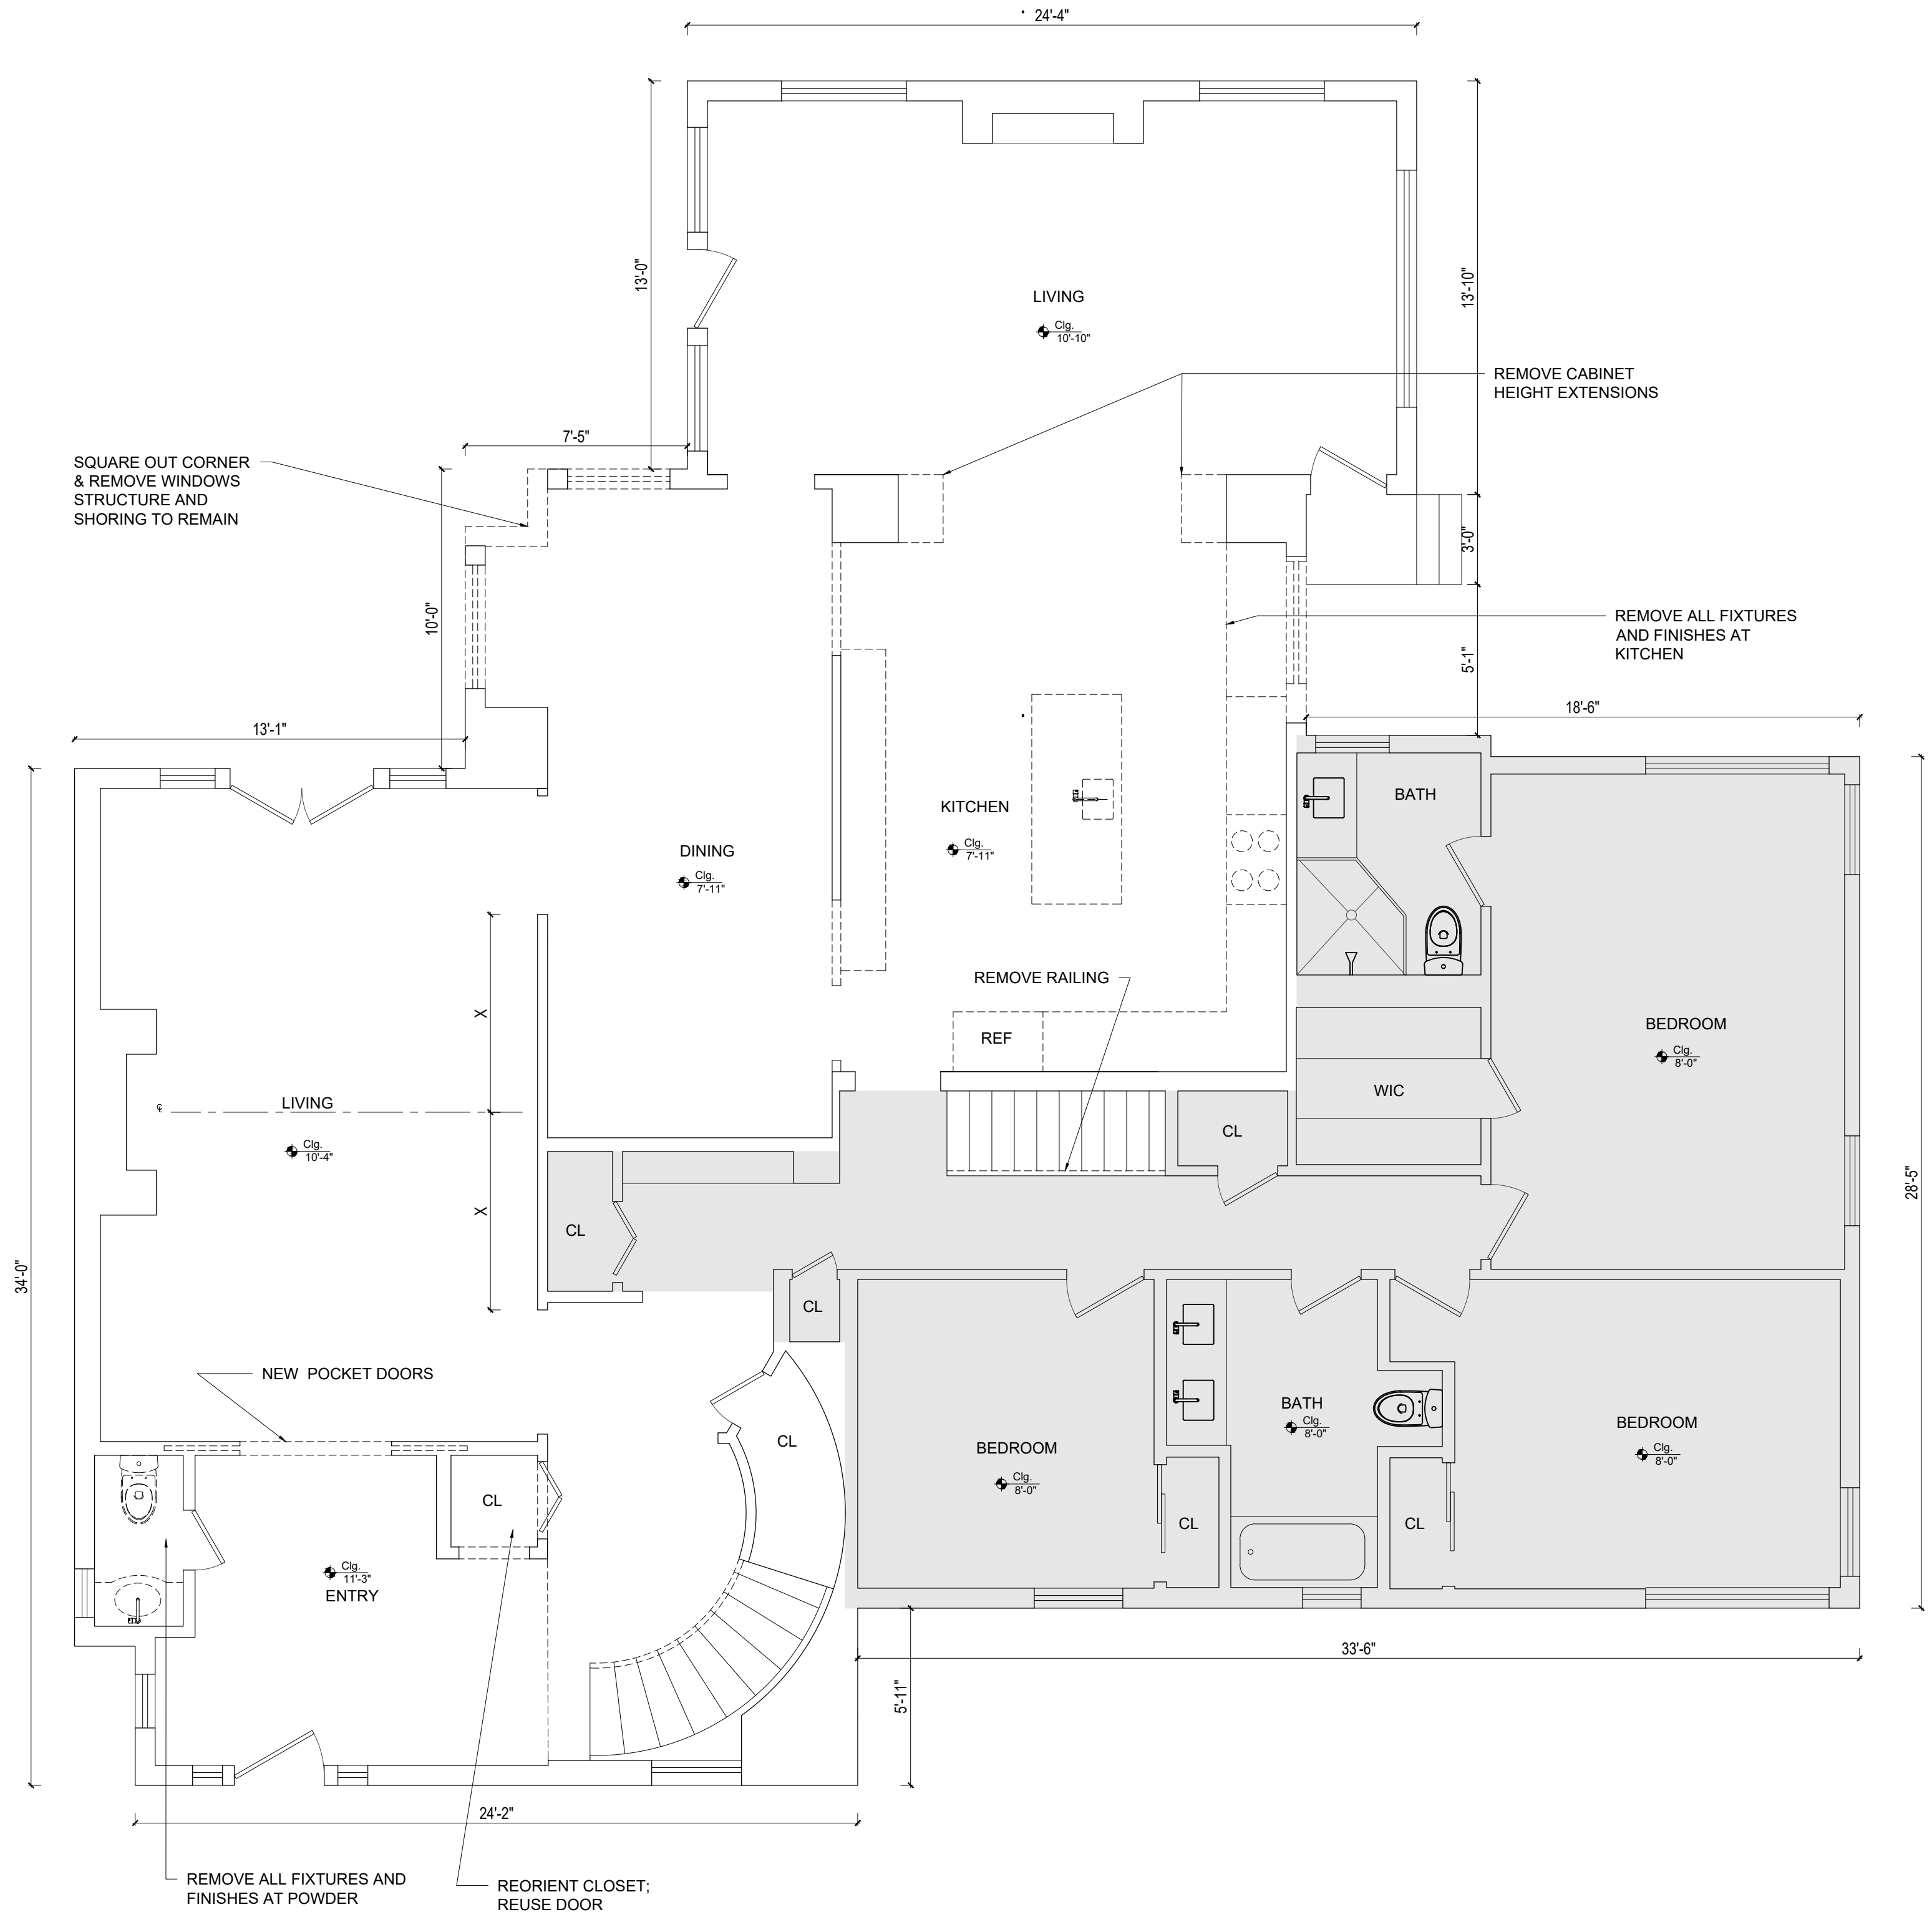 24'-4"
13'-0"
13'-10"
LIVING
Clg.
10'-10"
REMOVE CABINET
HEIGHT EXTENSIONS
7'-5"
SQUARE OUT CORNER
& REMOVE WINDOWS
STRUCTURE AND
SHORING TO REMAIN
3'-0"
10'-0"
REMOVE ALL FIXTURES
AND FINISHES AT
KITCHEN
5'-1"
18'-6"
13'-1"
BATH
KITCHEN
Clg.
7'-11"
DINING
Clg.
7'-11"
REMOVE RAILING
X
BEDROOM
Clg.
8'-0"
REF
WIC
LIVING
℄
Clg.
10'-4"
CL
28'-5"
X
CL
34'-0"
CL
NEW POCKET DOORS
CL
BATH
Clg.
8'-0"
BEDROOM
Clg.
8'-0"
BEDROOM
Clg.
8'-0"
CL
CL
CL
Clg.
11'-3"
ENTRY
33'-6"
5'-11"
24'-2"
REMOVE ALL FIXTURES AND
FINISHES AT POWDER
REORIENT CLOSET;
REUSE DOOR